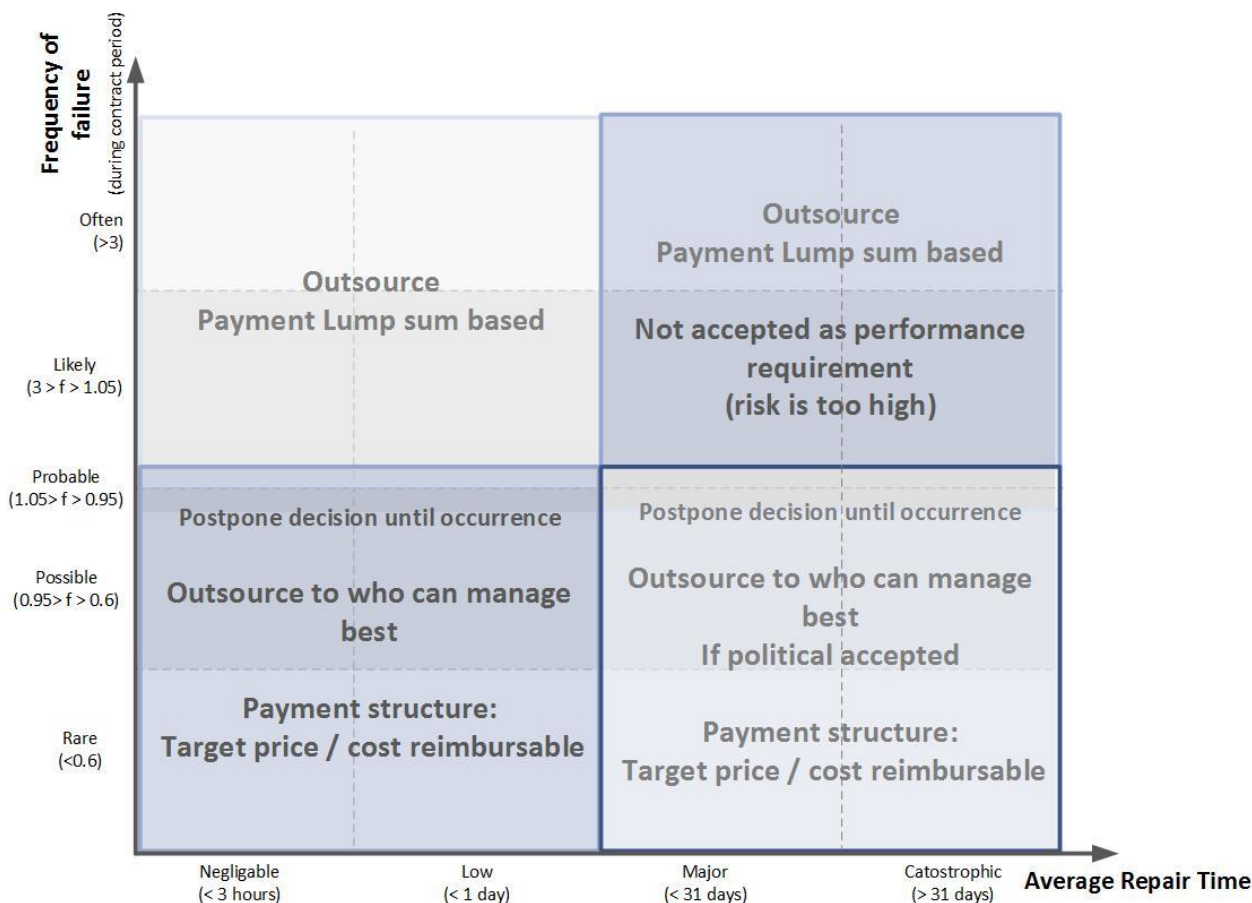 Frequency of
failure
(during contract period)
Often
(>3)
Likely
(3 > f > 1.05)
Probable
(1.05> f > 0.95)
Possible
(0.95> f > 0.6)
Rare
(<0.6)
Outsource
Payment Lump sum based
Outsource
Payment Lump sum based
Not accepted as performance
requirement
(risk is too high)
Postpone decision until occurrence
Outsource to who can manage
best
Payment structure:
Target price / cost reimbursable
Postpone decision until occurrence
Outsource to who can manage
best
If political accepted
Payment structure:
Target price / cost reimbursable
Negligable
(< 3 hours)
Low
(< 1 day)
Major
(< 31 days)
Catostrophic
(> 31 days)
Average Repair Time